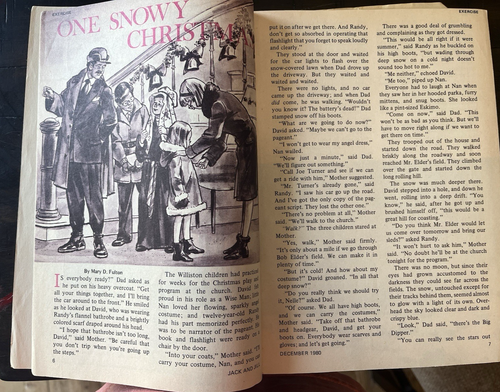 EXERCISE
ONE SNOWY
CHRISTMAS
By Mary D. Fulton
"IS everybody ready?" Dad asked as
he put on his heavy overcoat. "Get
all your things together, and I'll bring
the car around to the front." He smiled
as he looked at David, who was wearing
Randy's flannel bathrobe and a brightly
colored scarf draped around his head.
"I hope that bathrobe isn't too long,
David," said Mother. "Be careful that
you don't trip when you're going up
the steps."
6
The Williston children had practiced
for weeks for the Christmas play
program at the church. David
proud in his role as a Wise Man,
Nan loved her flowing, sparkly
costume, and twelve-year-old Randy
had his part memorized perfectly.
was to be narrator of the pageant.
book and flashlight were ready
chair by the door.
"Into your coats," Mother said.
carry your costume, Nan, and you
JACK AND
put it on after we get there. And Randy,
don't get so absorbed in operating that
flashlight that you forget to speak loudly
and clearly."
They stood at the door and waited
for the car lights to flash over the
snow-covered lawn when Dad drove up
the driveway. But they waited and
waited and waited.
There were no lights, and no car
came up the driveway; and when Dad
did come, he was walking. "Wouldn't
you know it? The battery's dead!" Dad
stamped snow off his boots.
"What are we going to do now?"
David asked. "Maybe we can't go to the
pageant."
"I won't get to wear my angel dress,"
Nan wailed.
"Now just a minute," said Dad.
"We'll figure out something."
"Call Joe Turner and see if we can
get a ride with him," Mother suggested.
"Mr. Turner's already gone," said
Randy. "I saw his car go up the road.
And I've got the only copy of the pag-
eant script. They lost the other one."
"There's no problem at all," Mother
said. "We'll walk to the church."
"Walk?" The three children stared at
Mother.
"Yes, walk," Mother said firmly.
"It's only about a mile if we go through
Bob Elder's field. We can make it in
plenty of time."
"But it's cold! And how about my
costume?" David groaned. "In all that
deep snow?"
"Do you really think we should try
it, Nelle?" asked Dad.
"Of course. We all have high boots,
and we can carry the costumes,"
Mother said. "Take off that bathrobe
and headgear, David, and get your
boots on. Everybody wear scarves and
gloves; and let's get going."
DECEMBER 1980
EXERCISE
There was a good deal of grumbling
and complaining as they got dressed.
"This would be all right if it were
summer," said Randy as he buckled on
his high boots, "but wading through
deep snow on a cold night doesn't
sound too hot to me."
"Me neither," echoed David.
"Me too," piped up Nan.
Everyone had to laugh at Nan when
they saw her in her hooded parka, furry
mittens, and snug boots. She looked
like a pint-sized Eskimo.
"Come on now," said Dad. "This
won't be as bad as you think. But we'll
have to move right along if we want to
get there on time."
They trooped out of the house and
started down the road. They walked
briskly along the roadway and soon
reached Mr. Elder's field. They climbed
over the gate and started down the
long rolling hill.
The snow was much deeper there.
David stepped into a hole, and down he
went, rolling into a deep drift. "You
know," he said, after he got up and
brushed himself off, "this would be a
great hill for coasting."
"Do you think Mr. Elder would let
us come over tomorrow and bring our
sleds?" asked Randy.
"It won't hurt to ask him," Mother
said. "No doubt he'll be at the church
tonight for the program."
There was no moon, but since their
eyes had grown accustomed to the
darkness they could see far across the
fields. The snow, untouched except for
their tracks behind them, seemed almost
to glow with a light of its own. Over-
head the sky looked clear and dark and
crispy blue.
"Look," Dad said, "there's the Big
Dipper."
"You can really see the stars out
7